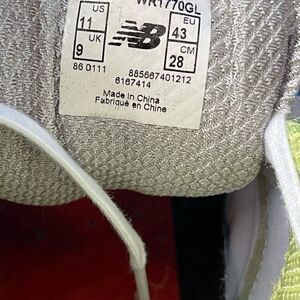 WR1770GL
US 11 EU 43
UK 9 CM 28
86 0111 885667401212
6187414
Made in China
Fabriqué en Chine